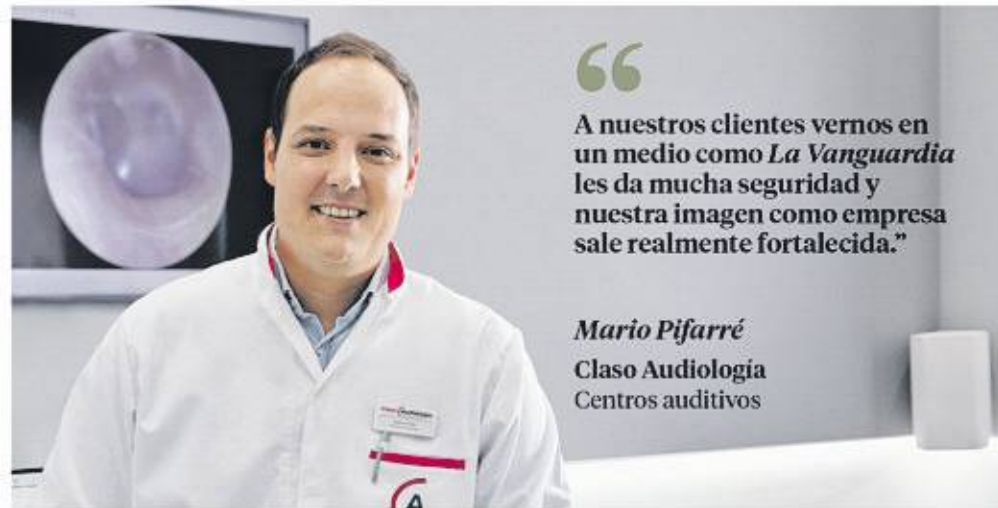 “
A nuestros clientes vernos en
un medio como La Vanguardia
les da mucha seguridad y
nuestra imagen como empresa
sale realmente fortalecida.”
Mario Pifarré
Claso Audiología
Centros auditivos
A